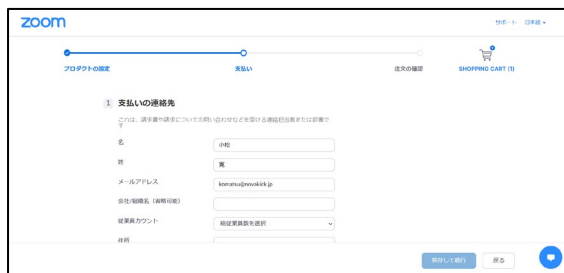 zoom
サポート 日本語
プロダクトの設定 支払い 注文の確認 SHOPPING CART (1)
1 支払いの連絡先
これは、請求書や請求についての問い合わせなどを受ける連絡担当者または部署で
す
名 小松
姓 寛
メールアドレス komatsu@novakick.jp
会社/組織名（省略可能）
従業員カウント 総従業員数を選択
住所
保存して続行 戻る